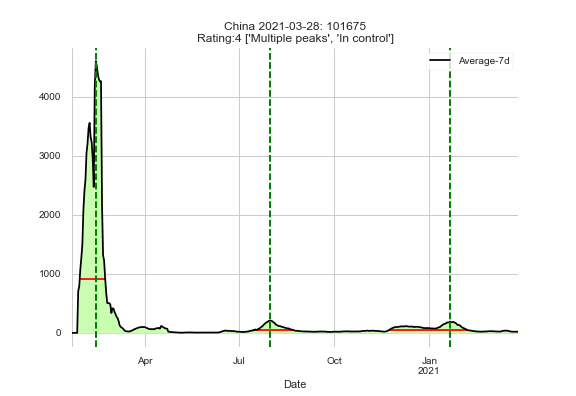 China 2021-03-28: 101675
Rating:4 ['Multiple peaks', 'In control']
Average-7d
4000
3000
2000
1000
0
Apr
Jul
Oct
Jan
2021
Date